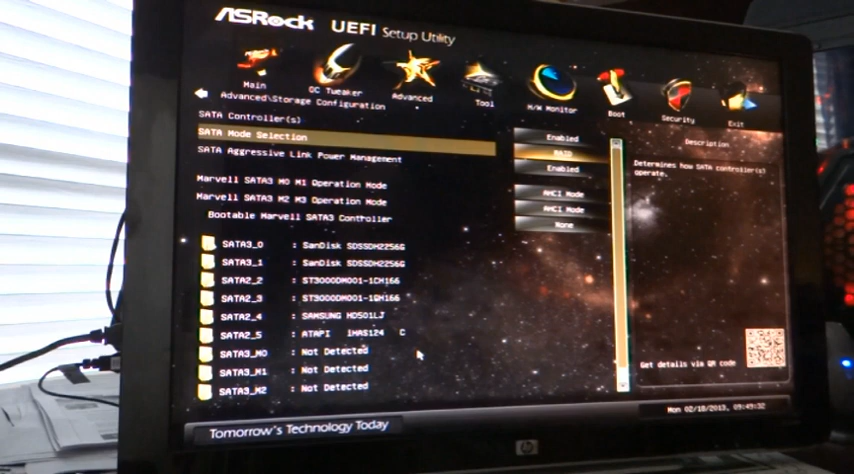 ASRock UEFI Setup Utility
Main
OC Tweaker
Advanced
Tool
H/W Monitor
Boot
Security
Exit
Advanced\Storage Configuration
SATA Controller(s) Enabled
SATA Mode Selection RAID
SATA Aggressive Link Power Management Enabled
Marvell SATA3 M0 M1 Operation Mode AHCI Mode
Marvell SATA3 M2 M3 Operation Mode AHCI Mode
Bootable Marvell SATA3 Controller None
SATA3_0 : SanDisk SDSSDH2256G
SATA3_1 : SanDisk SDSSDH2256G
SATA2_2 : ST3000DM001-1CH166
SATA2_3 : ST3000DM001-1CH166
SATA2_4 : SAMSUNG HD501LJ
SATA2_5 : ATAPI iHAS124 C
SATA3_M0 : Not Detected
SATA3_M1 : Not Detected
SATA3_M2 : Not Detected
Description
Determines how SATA controller(s)
operate.
Get details via QR code
Mon 02/18/2013, 09:49:32
Tomorrow's Technology Today
hp